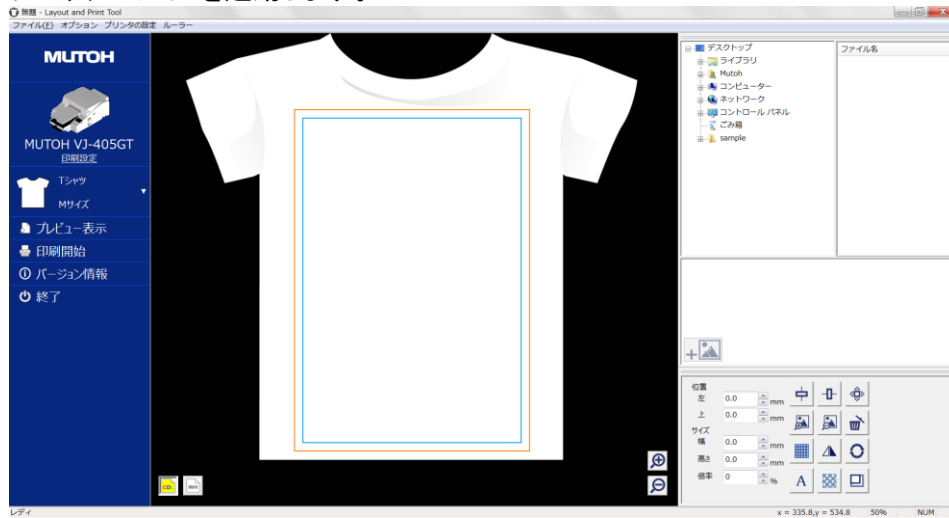 無題 - Layout and Print Tool
ファイル(F) オプション プリンタの設定 ルーラー
MUTOH
MUTOH VJ-405GT
印刷設定
Tシャツ
Mサイズ
プレビュー表示
印刷開始
バージョン情報
終了
COL
WH
デスクトップ
ライブラリ
Mutoh
コンピューター
ネットワーク
コントロール パネル
ごみ箱
sample
ファイル名
位置
左 0.0 mm
上 0.0 mm
サイズ
幅 0.0 mm
高さ 0.0 mm
倍率 0 %
A
レディ
x = 335.8,y = 534.8 50% NUM